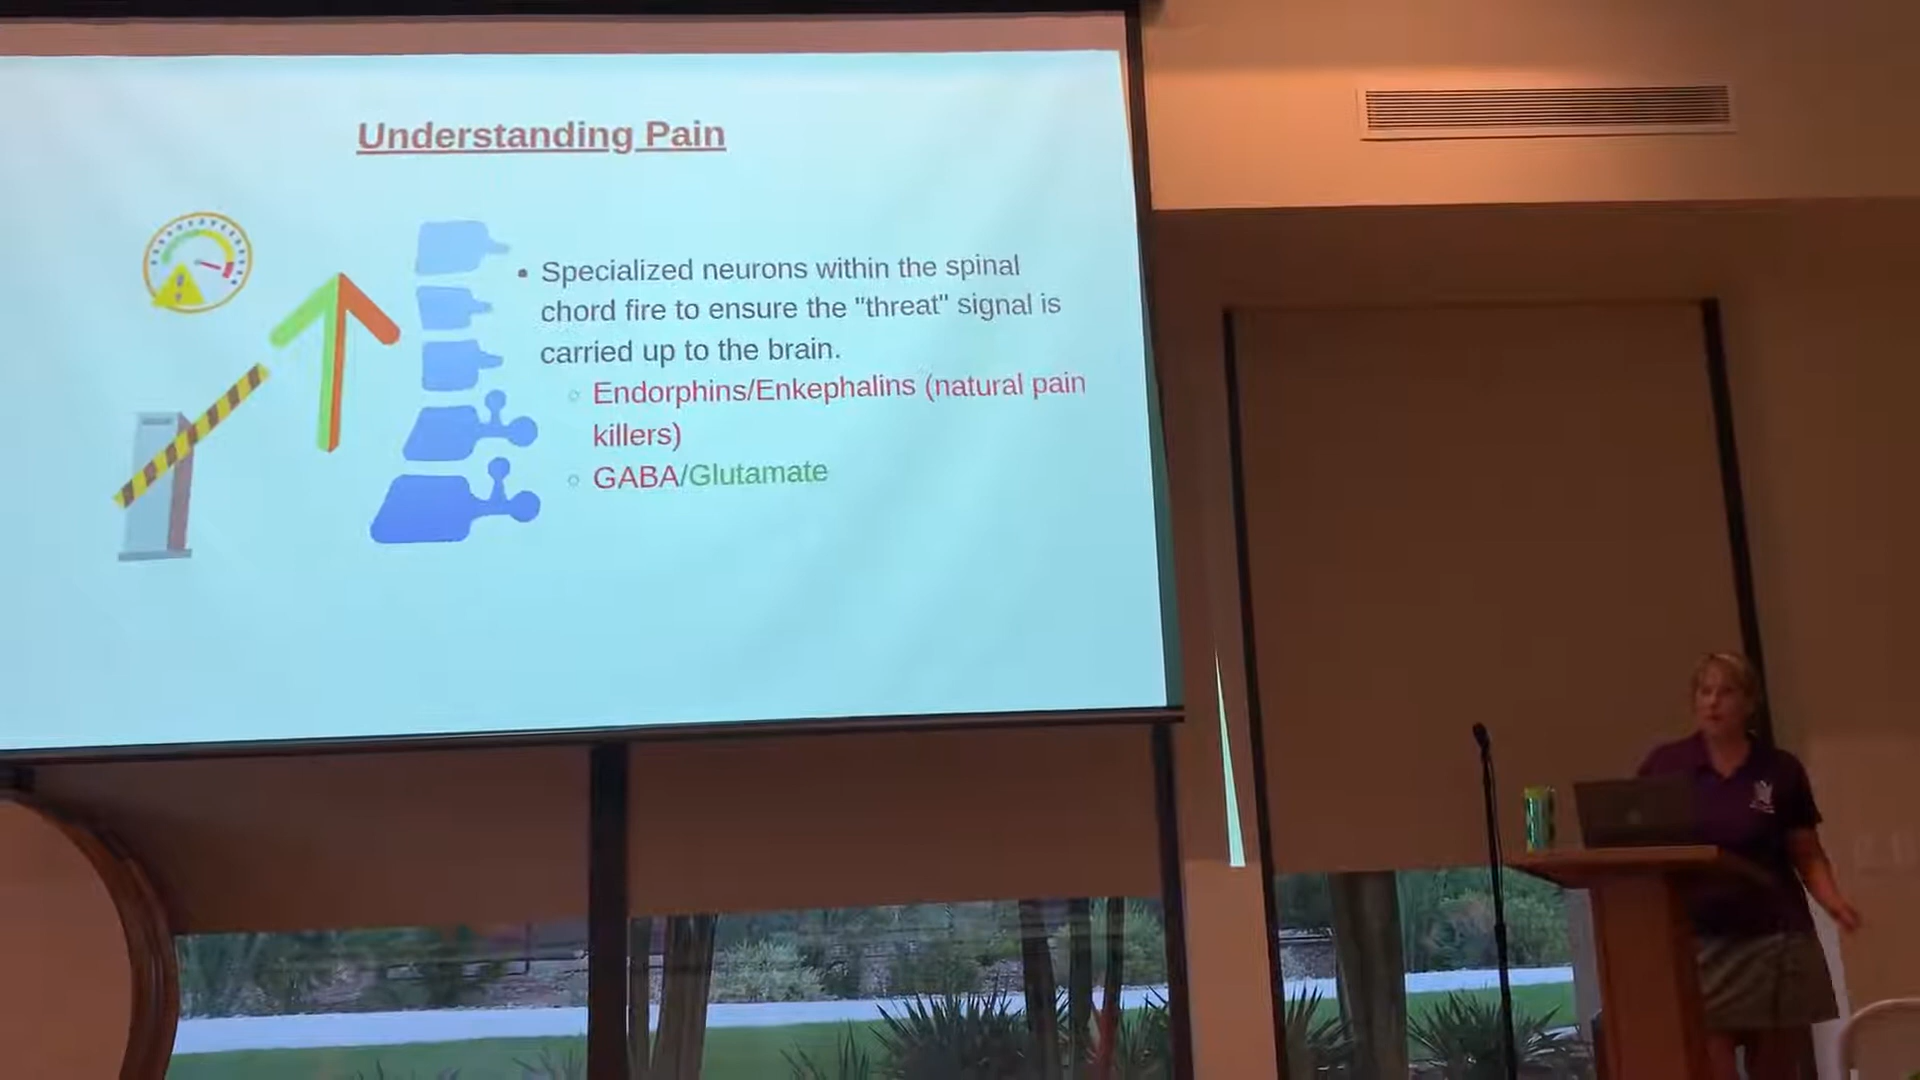 Understanding Pain
• Specialized neurons within the spinal
chord fire to ensure the "threat" signal is
carried up to the brain.
○ Endorphins/Enkephalins (natural pain
killers)
○ GABA/Glutamate